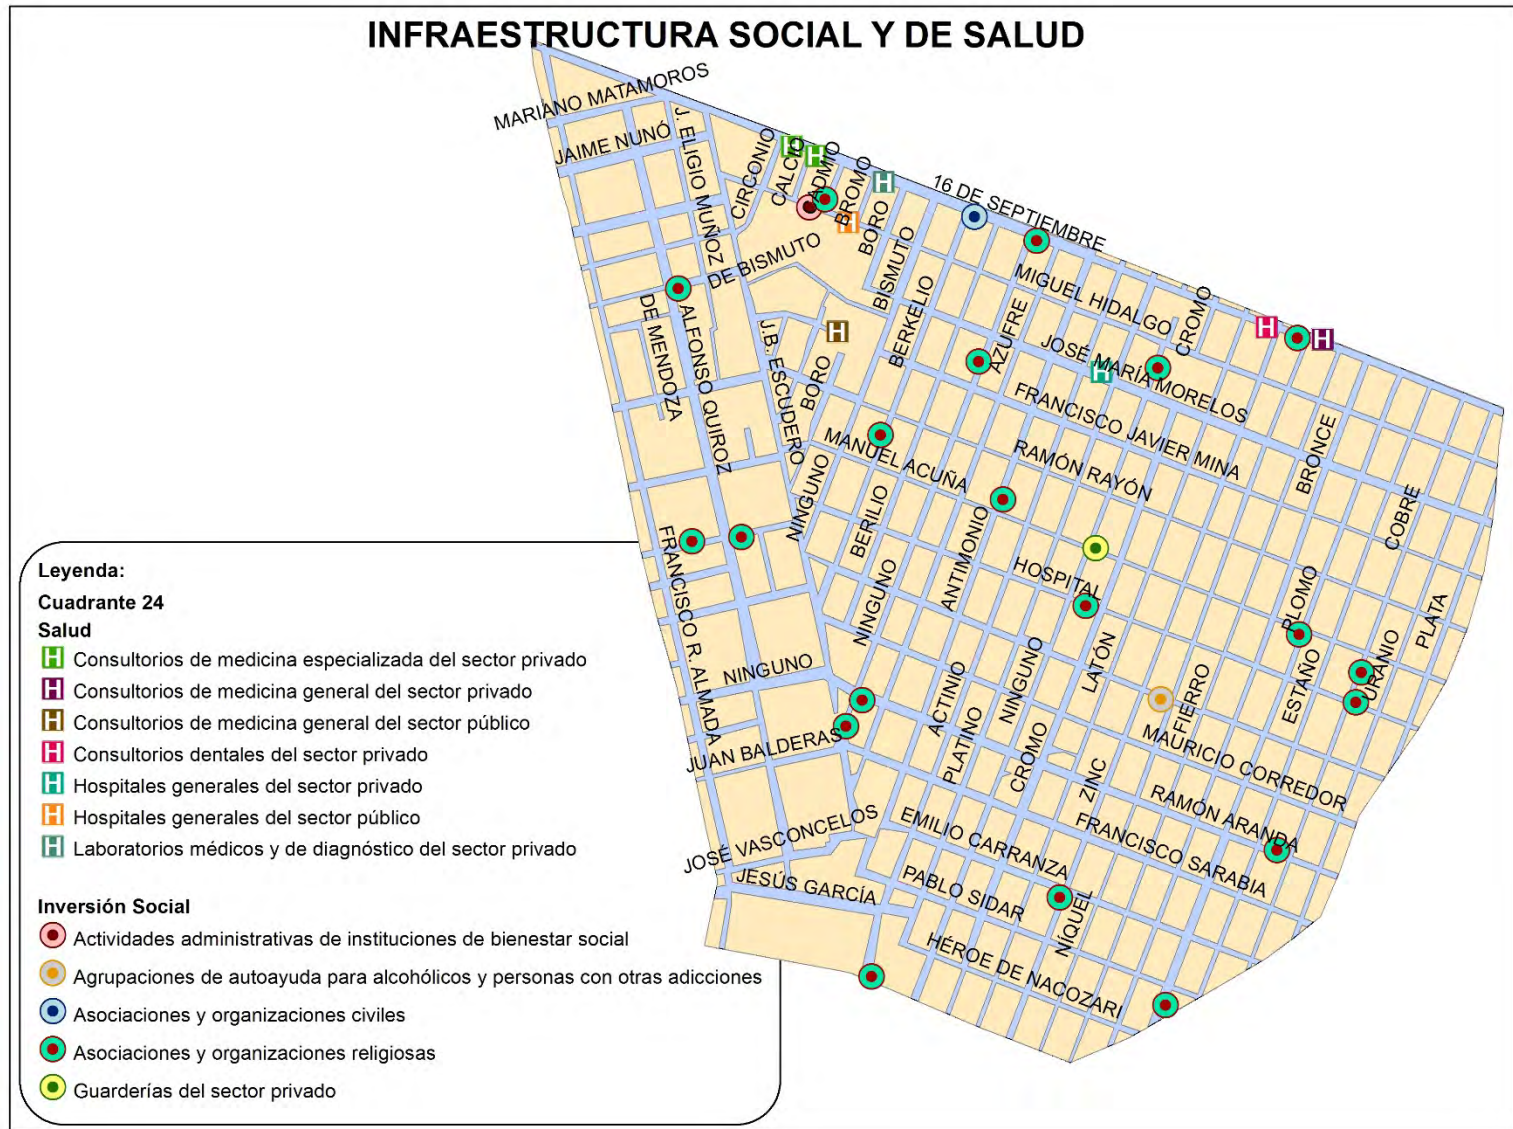 INFRAESTRUCTURA SOCIAL Y DE SALUD
MARIANO MATAMOROS
JAIME NUNÓ
J. ELIGIO MUÑOZ
CIRCONIO
CALCIO
CADMIO
BROMO
BORO
BISMUTO
16 DE SEPTIEMBRE
DE BISMUTO
BERKELIO
MIGUEL HIDALGO
CROMO
AZUFRE
JOSÉ MARÍA MORELOS
DE MENDOZA
ALFONSO QUIROZ
J.B. ESCUDERO
BORO
FRANCISCO JAVIER MINA
BRONCE
MANUEL ACUÑA
RAMÓN RAYÓN
NINGUNO
BERILIO
COBRE
ANTIMONIO
HOSPITAL
NINGUNO
FRANCISCO R. ALMADA
PLOMO
PLATA
NINGUNO
ACTINIO
NINGUNO
LATÓN
FIERRO
ESTAÑO
URANIO
JUAN BALDERAS
PLATINO
CROMO
ZINC
MAURICIO CORREDOR
RAMÓN ARANDA
JOSÉ VASCONCELOS
EMILIO CARRANZA
FRANCISCO SARABIA
JESÚS GARCÍA
PABLO SIDAR
NÍQUEL
HÉROE DE NACOZARI
Leyenda:
Cuadrante 24
Salud
H Consultorios de medicina especializada del sector privado
H Consultorios de medicina general del sector privado
H Consultorios de medicina general del sector público
H Consultorios dentales del sector privado
H Hospitales generales del sector privado
H Hospitales generales del sector público
H Laboratorios médicos y de diagnóstico del sector privado
Inversión Social
Actividades administrativas de instituciones de bienestar social
Agrupaciones de autoayuda para alcohólicos y personas con otras adicciones
Asociaciones y organizaciones civiles
Asociaciones y organizaciones religiosas
Guarderías del sector privado